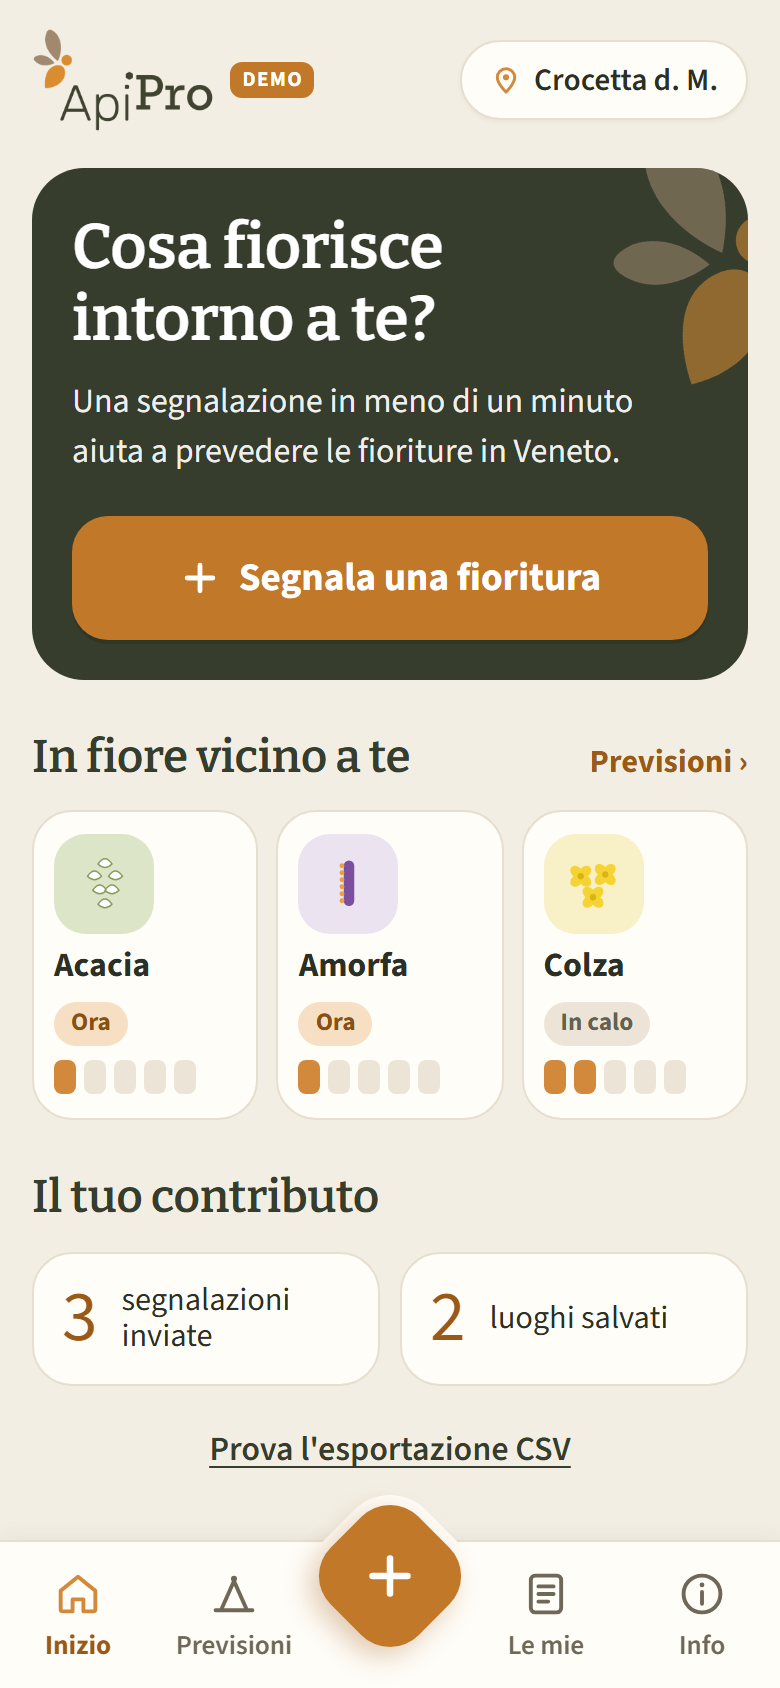 ApiPro DEMO
Crocetta d. M.
Cosa fiorisce
intorno a te?
Una segnalazione in meno di un minuto
aiuta a prevedere le fioriture in Veneto.
+ Segnala una fioritura
In fiore vicino a te
Previsioni ›
Acacia
Ora
Amorfa
Ora
Colza
In calo
Il tuo contributo
3 segnalazioni
inviate
2 luoghi salvati
Prova l'esportazione CSV
Inizio
Previsioni
+
Le mie
Info